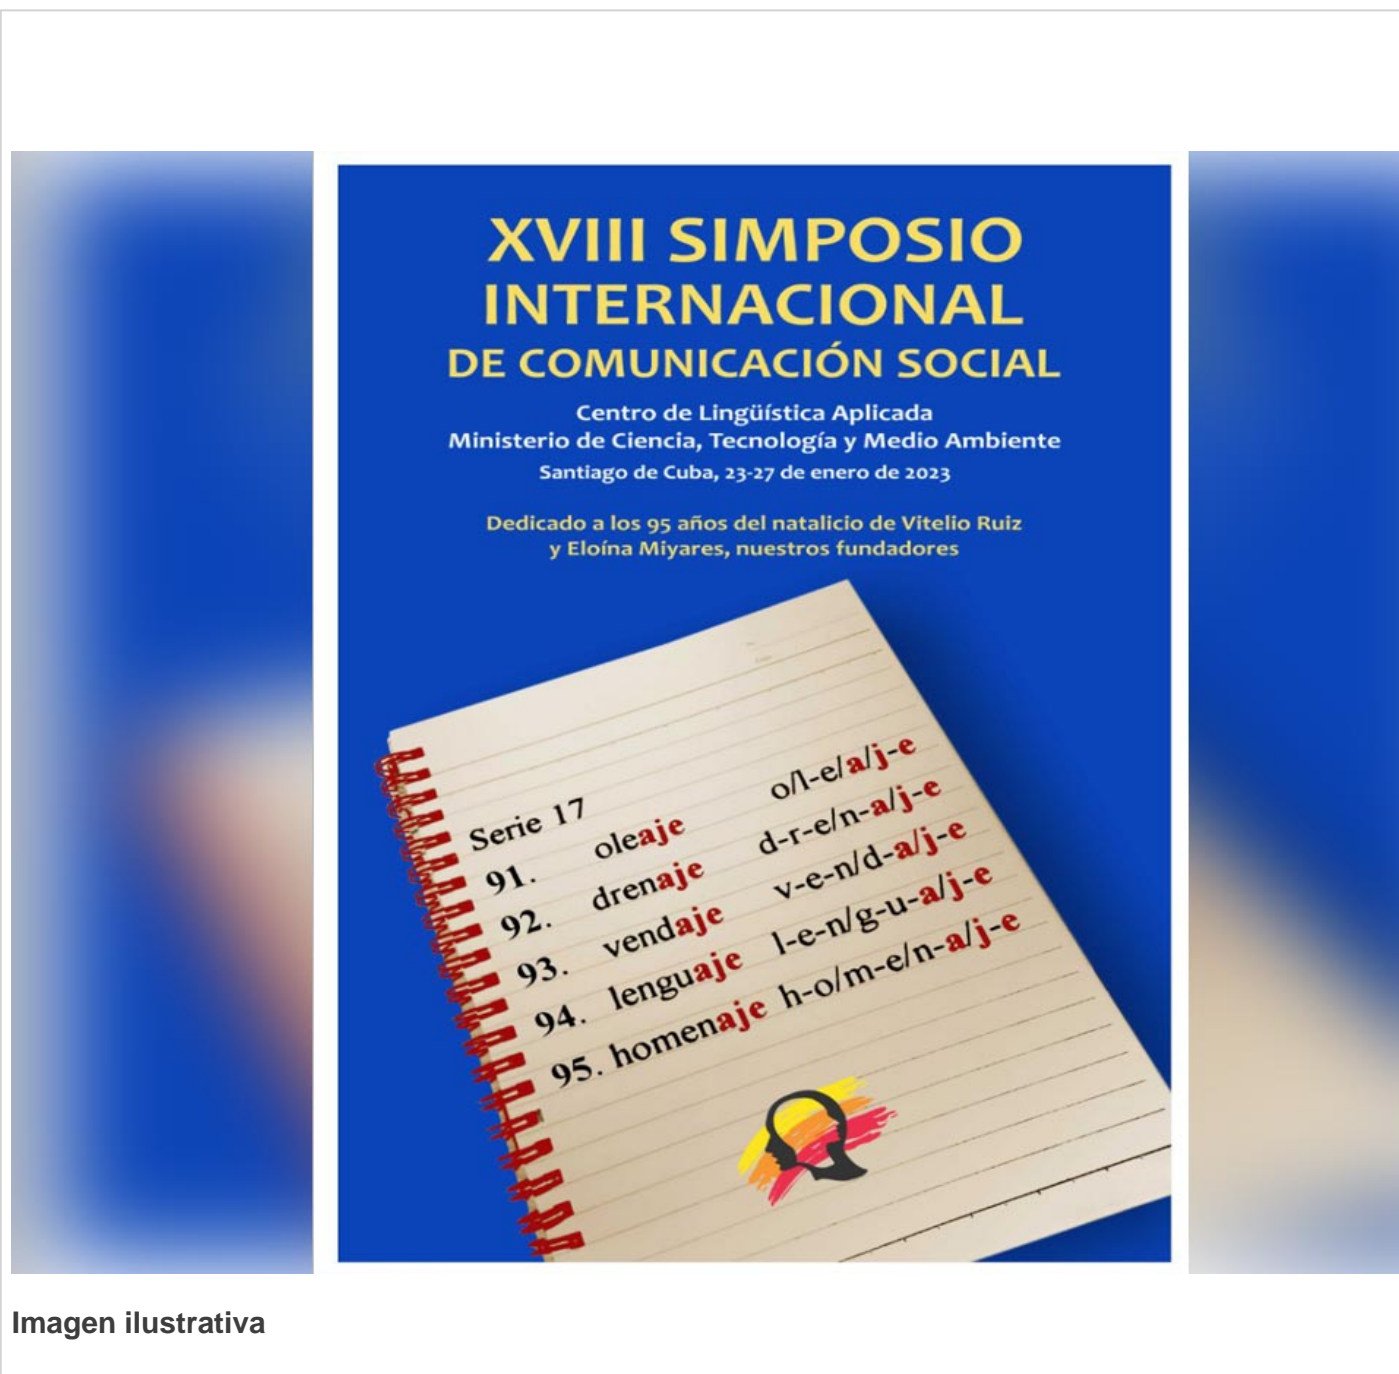 XVIII SIMPOSIO
INTERNACIONAL
DE COMUNICACIÓN SOCIAL
Centro de Lingüística Aplicada
Ministerio de Ciencia, Tecnología y Medio Ambiente
Santiago de Cuba, 23-27 de enero de 2023
Dedicado a los 95 años del natalicio de Vitelio Ruiz
y Eloína Miyares, nuestros fundadores
Serie 17
91. oleaje o/l-e/a/j-e
92. drenaje d-r-e/n-a/j-e
93. vendaje v-e-n/d-a/j-e
94. lenguaje l-e-n/g-u-a/j-e
95. homenaje h-o/m-e/n-a/j-e
Imagen ilustrativa